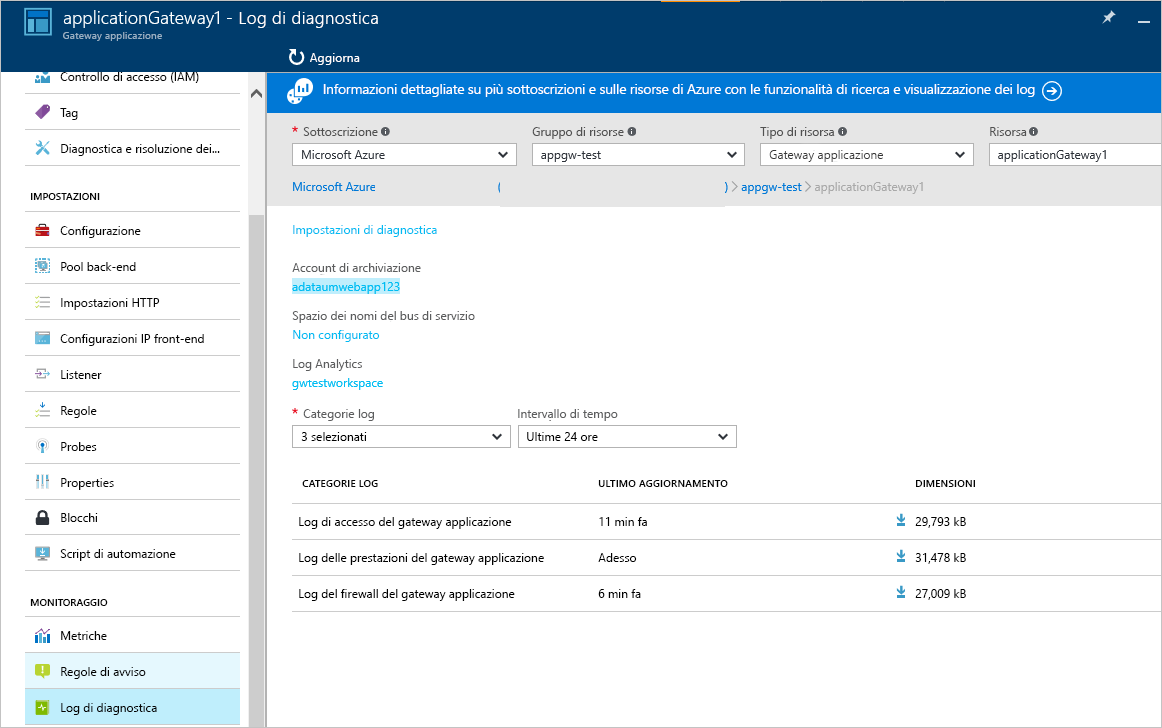 applicationGateway1 - Log di diagnostica
Gateway applicazione
Aggiorna
Controllo di accesso (IAM)
Tag
Diagnostica e risoluzione dei...
IMPOSTAZIONI
Configurazione
Pool back-end
Impostazioni HTTP
Configurazioni IP front-end
Listener
Regole
Probes
Properties
Blocchi
Script di automazione
MONITORAGGIO
Metriche
Regole di avviso
Log di diagnostica
Informazioni dettagliate su più sottoscrizioni e sulle risorse di Azure con le funzionalità di ricerca e visualizzazione dei log
* Sottoscrizione Gruppo di risorse Tipo di risorsa Risorsa
Microsoft Azure appgw-test Gateway applicazione applicationGateway1
Microsoft Azure ( ) > appgw-test > applicationGateway1
Impostazioni di diagnostica
Account di archiviazione
adataumwebapp123
Spazio dei nomi del bus di servizio
Non configurato
Log Analytics
gwtestworkspace
* Categorie log Intervallo di tempo
3 selezionati Ultime 24 ore
CATEGORIE LOG ULTIMO AGGIORNAMENTO DIMENSIONI
Log di accesso del gateway applicazione 11 min fa 29,793 kB
Log delle prestazioni del gateway applicazione Adesso 31,478 kB
Log del firewall del gateway applicazione 6 min fa 27,009 kB